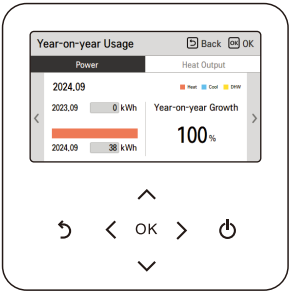 Year-on-year Usage
Back OK OK
Power
Heat Output
2024.09
Heat Cool DHW
2023.09 0 kWh
Year-on-year Growth
100%
2024.09 38 kWh
OK